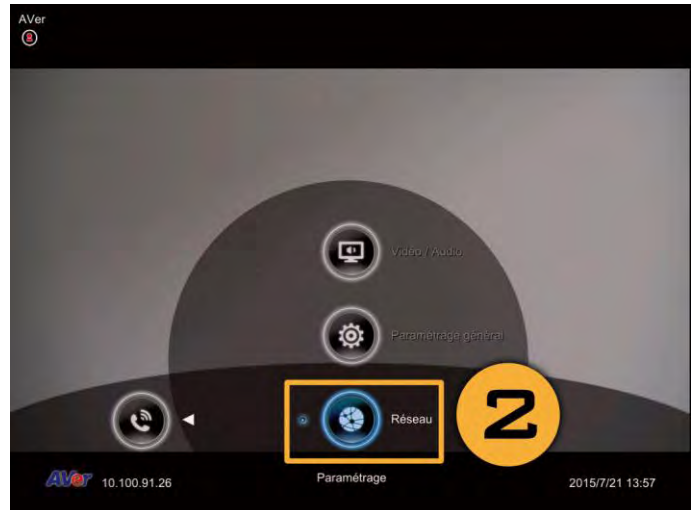 AVer
Vidéo / Audio
Paramétrage général
Réseau
2
Paramétrage
AVer 10.100.91.26
2015/7/21 13:57